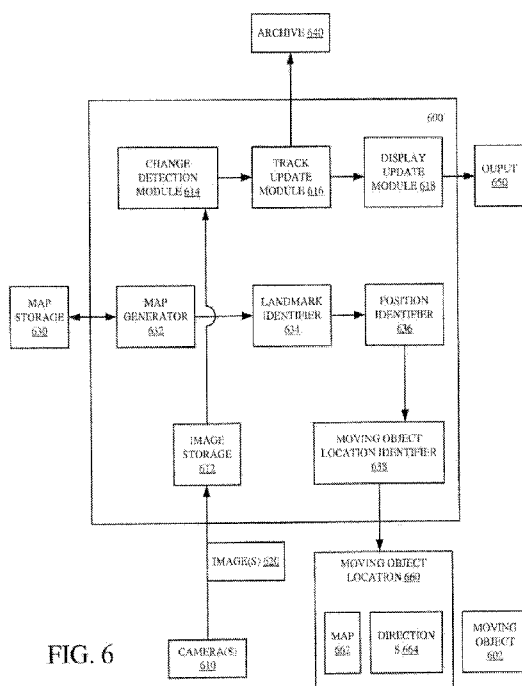 ARCHIVE 640
600
CHANGE
DETECTION
MODULE 614
TRACK
UPDATE
MODULE 616
DISPLAY
UPDATE
MODULE 618
OUPUT
650
MAP
STORAGE
630
MAP
GENERATOR
632
LANDMARK
IDENTIFIER
634
POSITION
IDENTIFIER
636
IMAGE
STORAGE
612
MOVING OBJECT
LOCATION IDENTIFIER
638
IMAGE(S) 620
MOVING OBJECT
LOCATION 660
MAP
662
DIRECTION
S 664
MOVING
OBJECT
602
CAMERA(S)
610
FIG. 6